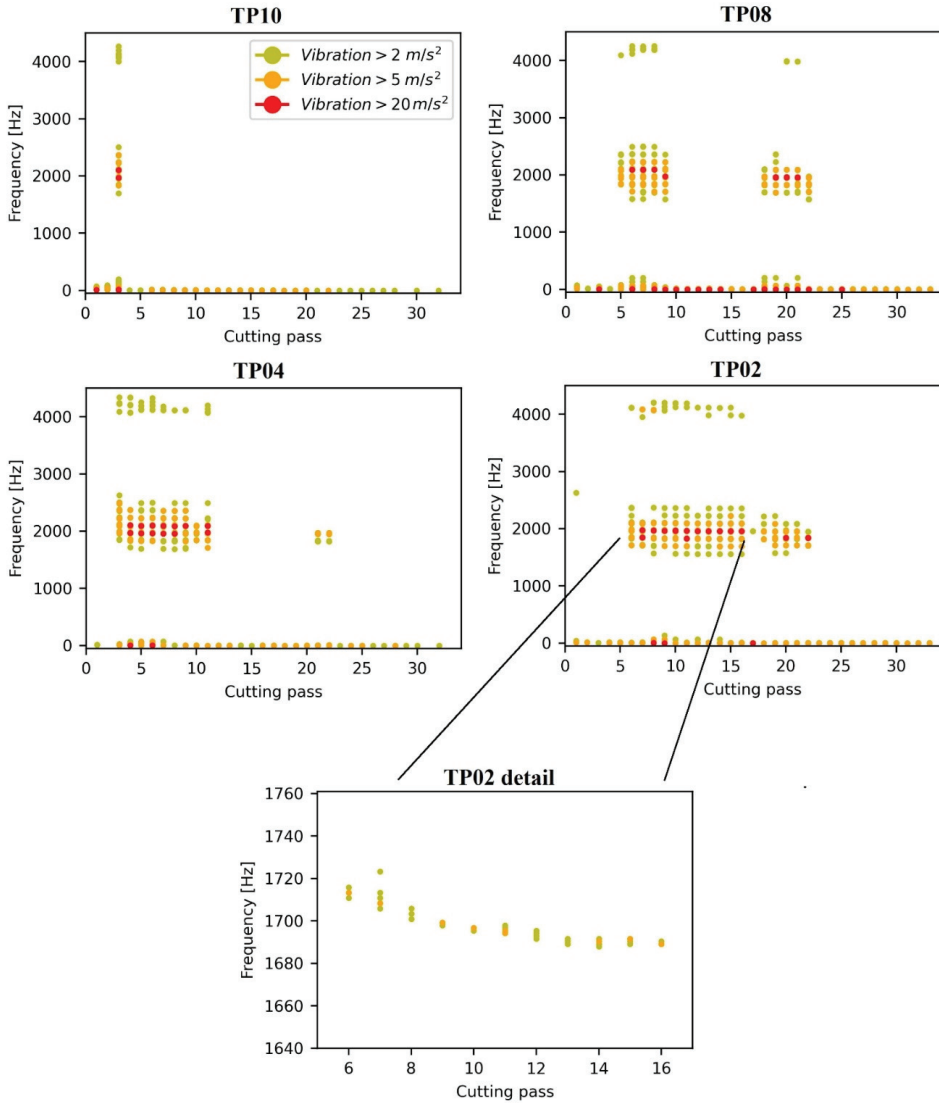 TP10
Frequency [Hz]
4000
3000
2000
1000
0
Vibration > 2 m/s²
Vibration > 5 m/s²
Vibration > 20 m/s²
0 5 10 15 20 25 30
Cutting pass
TP08
Frequency [Hz]
4000
3000
2000
1000
0
0 5 10 15 20 25 30
Cutting pass
TP04
Frequency [Hz]
4000
3000
2000
1000
0
0 5 10 15 20 25 30
Cutting pass
TP02
Frequency [Hz]
4000
3000
2000
1000
0
0 5 10 15 20 25 30
Cutting pass
TP02 detail
Frequency [Hz]
1760
1740
1720
1700
1680
1660
1640
6 8 10 12 14 16
Cutting pass